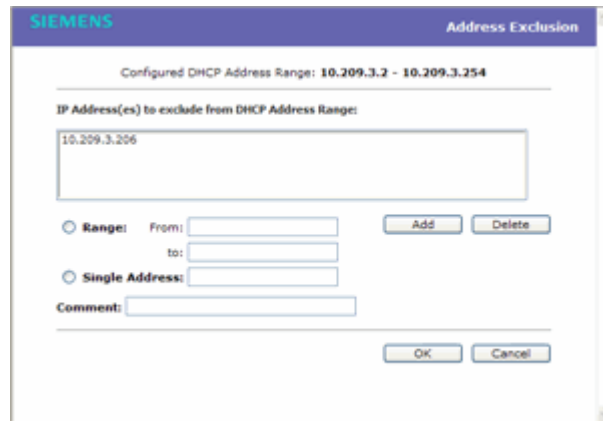 SIEMENS
Address Exclusion
Configured DHCP Address Range: 10.209.3.2 - 10.209.3.254
IP Address(es) to exclude from DHCP Address Range:
10.209.3.206
Range: From:
Add Delete
to:
Single Address:
Comment:
OK Cancel